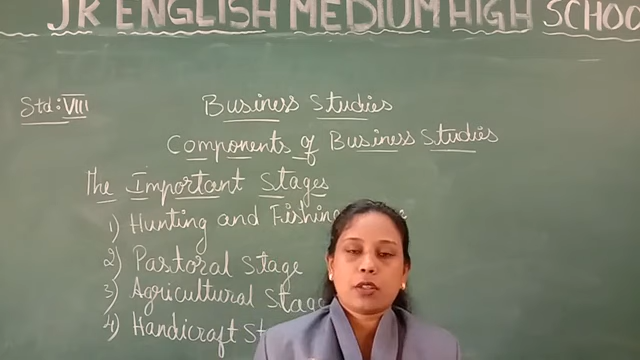 JK ENGLISH MEDIUM HIGH
Std: VIII
Business Studies
Components of Business Studies
The Important Stages
1) Hunting and Fishing
2) Pastoral Stage
3) Agricultural Stage
4) Handicraft